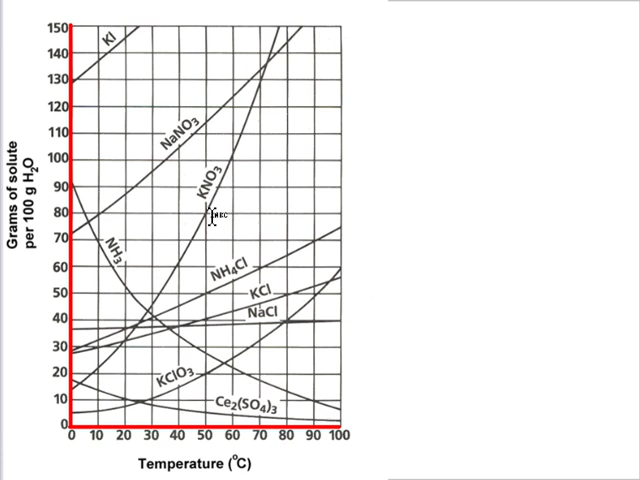 150
140
130
120
110
100
90
80
70
60
50
40
30
20
10
0
Grams of solute
per 100 g H₂O
KI
NaNO₃
KNO₃
NH₃
NH₄Cl
KCl
NaCl
KClO₃
Ce₂(SO₄)₃
0 10 20 30 40 50 60 70 80 90 100
Temperature (°C)